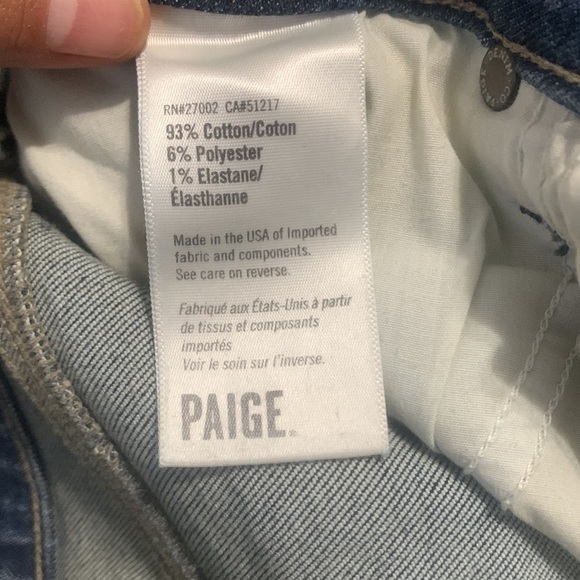 RN#27002 CA#51217
93% Cotton/Coton
6% Polyester
1% Elastane/
Élasthanne
Made in the USA of Imported
fabric and components.
See care on reverse.
Fabriqué aux États-Unis à partir
de tissus et composants
importés
Voir le soin sur l'inverse.
PAIGE